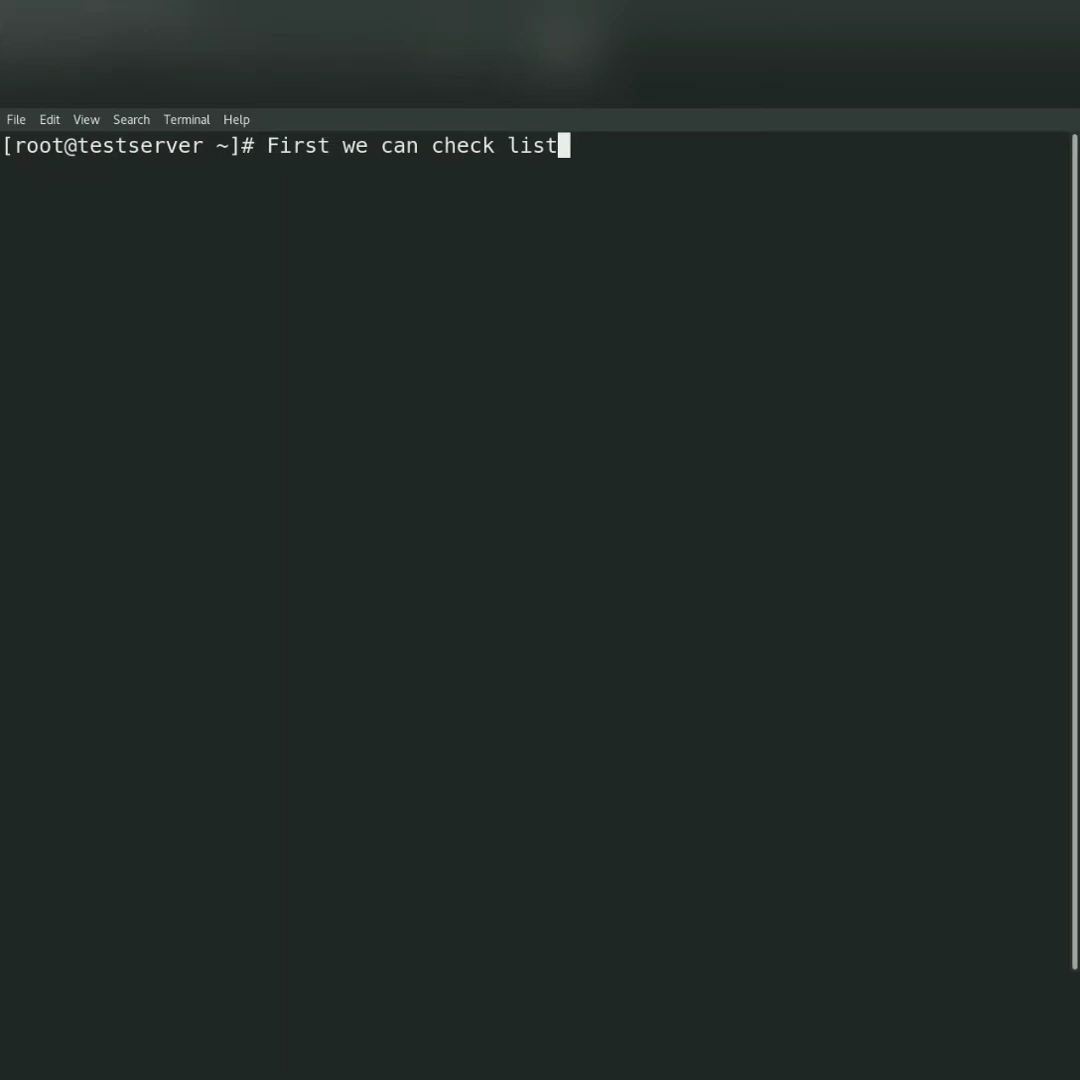 File Edit View Search Terminal Help
[root@testserver ~]# First we can check list